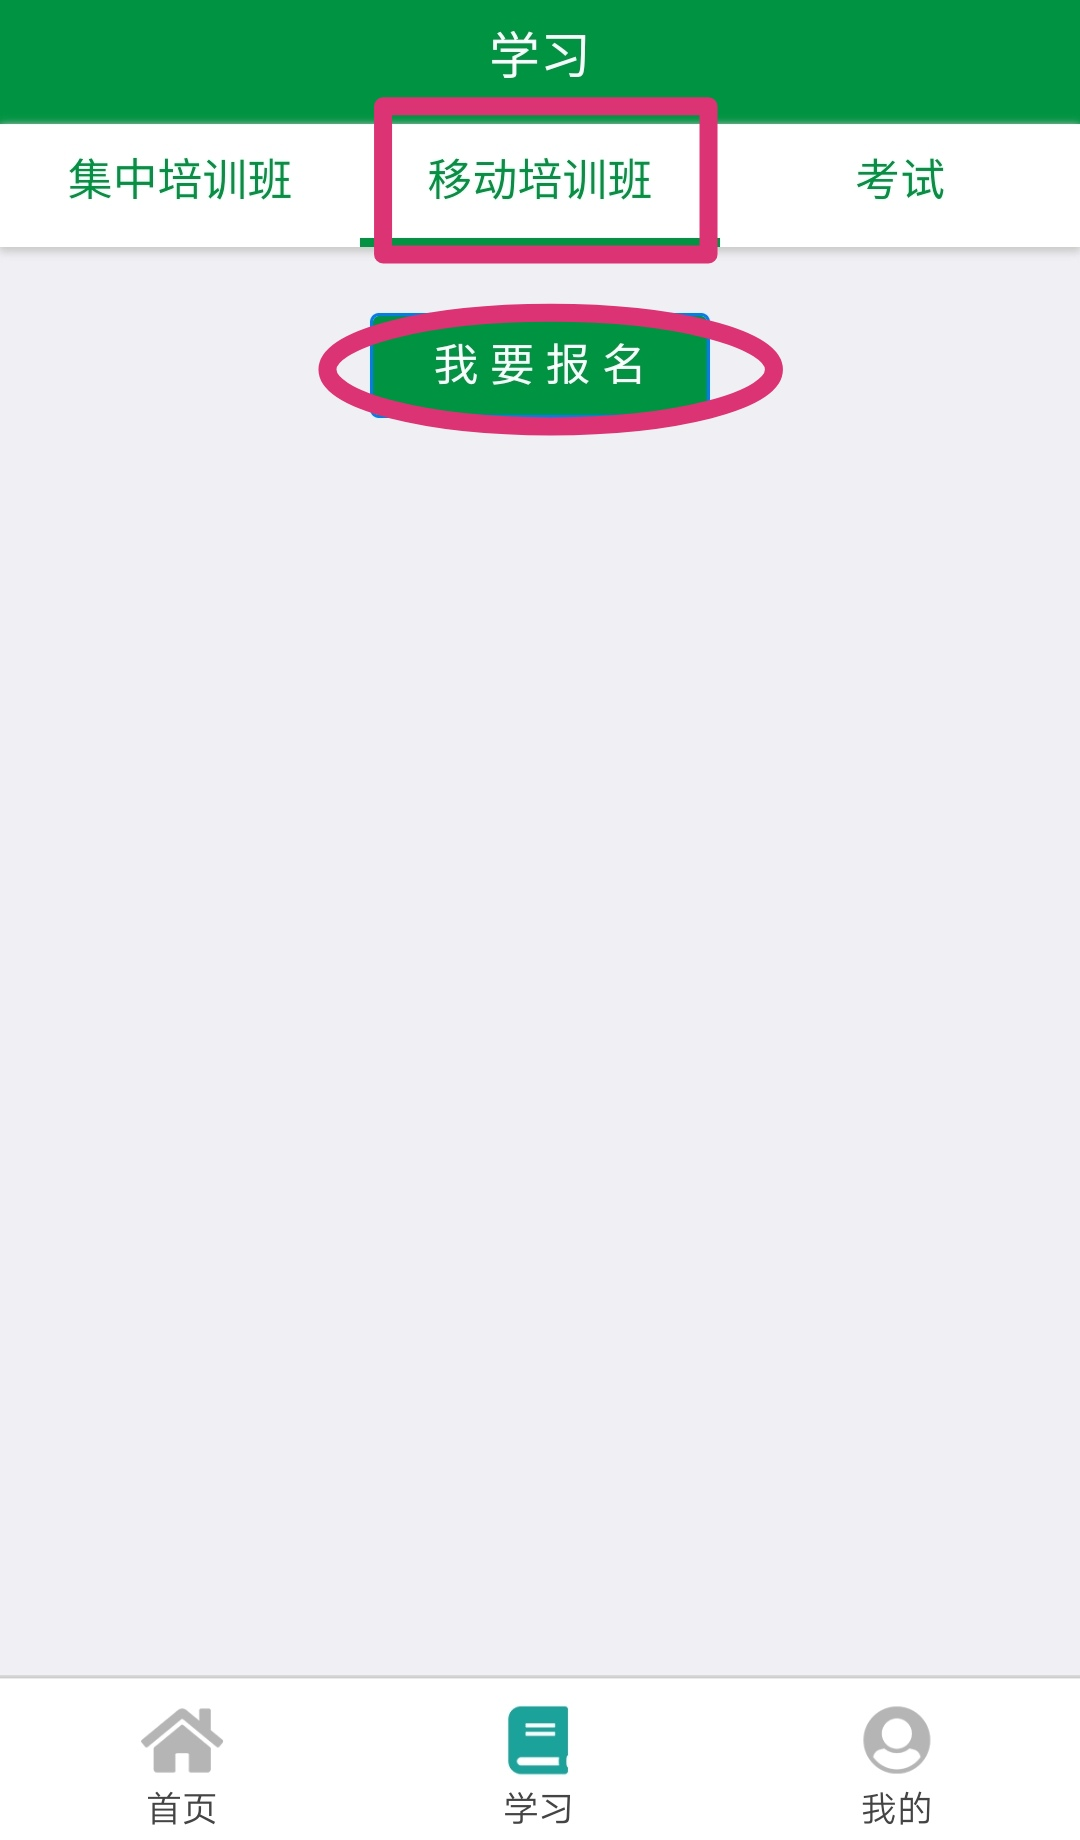 学习
集中培训班 移动培训班 考试
我要报名
首页 学习 我的